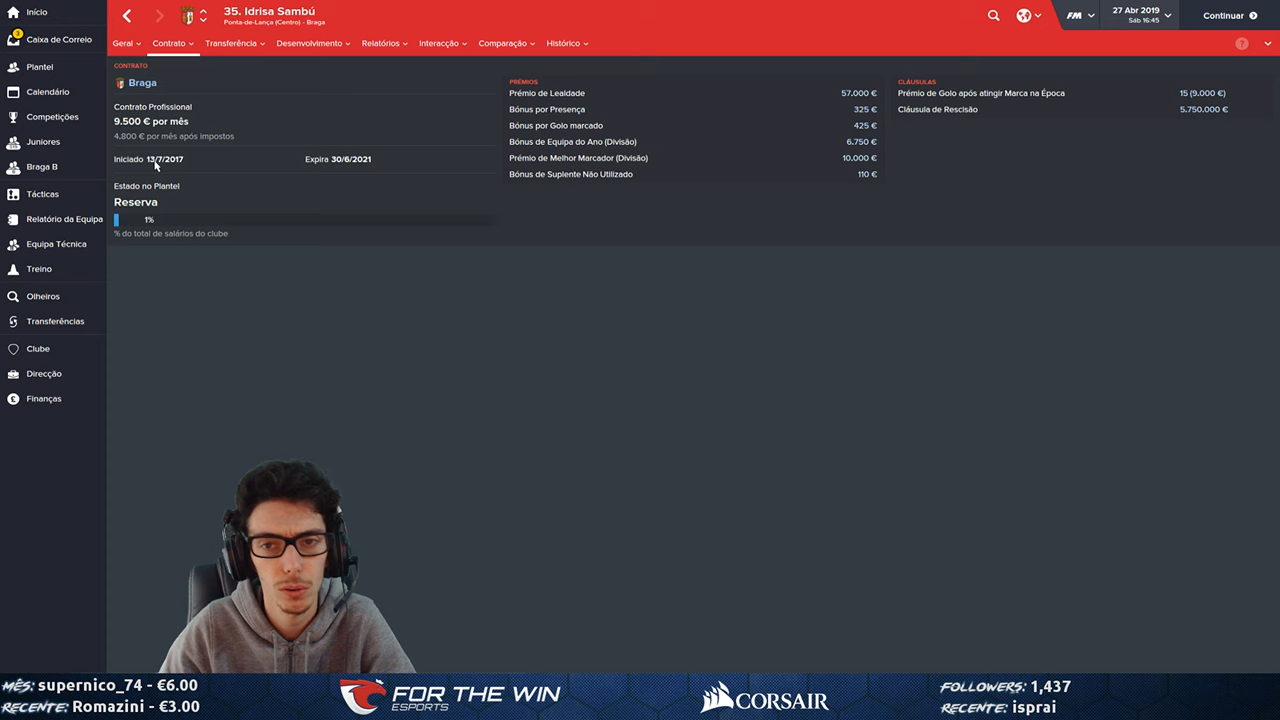 Início
35. Idrisa Sambú
Ponta-de-Lança (Centro) - Braga
FM
27 Abr 2019
Sáb 16:45
Continuar
3
Caixa de Correio
Geral
Contrato
Transferência
Desenvolvimento
Relatórios
Interacção
Comparação
Histórico
?
Plantel
Calendário
Competições
Juniores
Braga B
Tácticas
Relatório da Equipa
Equipa Técnica
Treino
Olheiros
Transferências
Clube
Direcção
Finanças
CONTRATO
Braga
Contrato Profissional
9.500 € por mês
4.800 € por mês após impostos
Iniciado 13/7/2017
Expira 30/6/2021
Estado no Plantel
Reserva
1%
% do total de salários do clube
PRÉMIOS
Prémio de Lealdade 57.000 €
Bónus por Presença 325 €
Bónus por Golo marcado 425 €
Bónus de Equipa do Ano (Divisão) 6.750 €
Prémio de Melhor Marcador (Divisão) 10.000 €
Bónus de Suplente Não Utilizado 110 €
CLÁUSULAS
Prémio de Golo após atingir Marca na Época 15 (9.000 €)
Cláusula de Rescisão 5.750.000 €
MÊS: supernico_74 - €6.00
RECENTE: Romazini - €3.00
FOR THE WIN
ESPORTS
CORSAIR
FOLLOWERS: 1,437
RECENTE: isprai